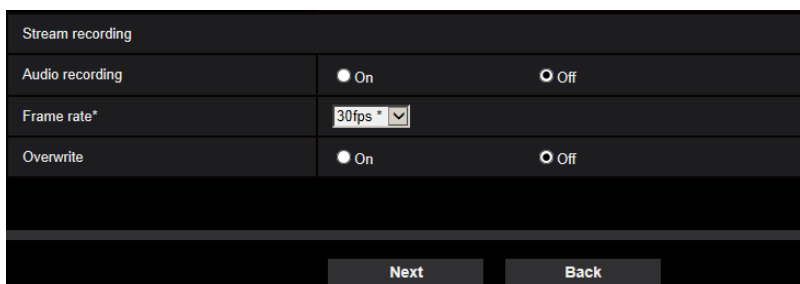 Stream recording
Audio recording On Off
Frame rate* 30fps *
Overwrite On Off
Next Back